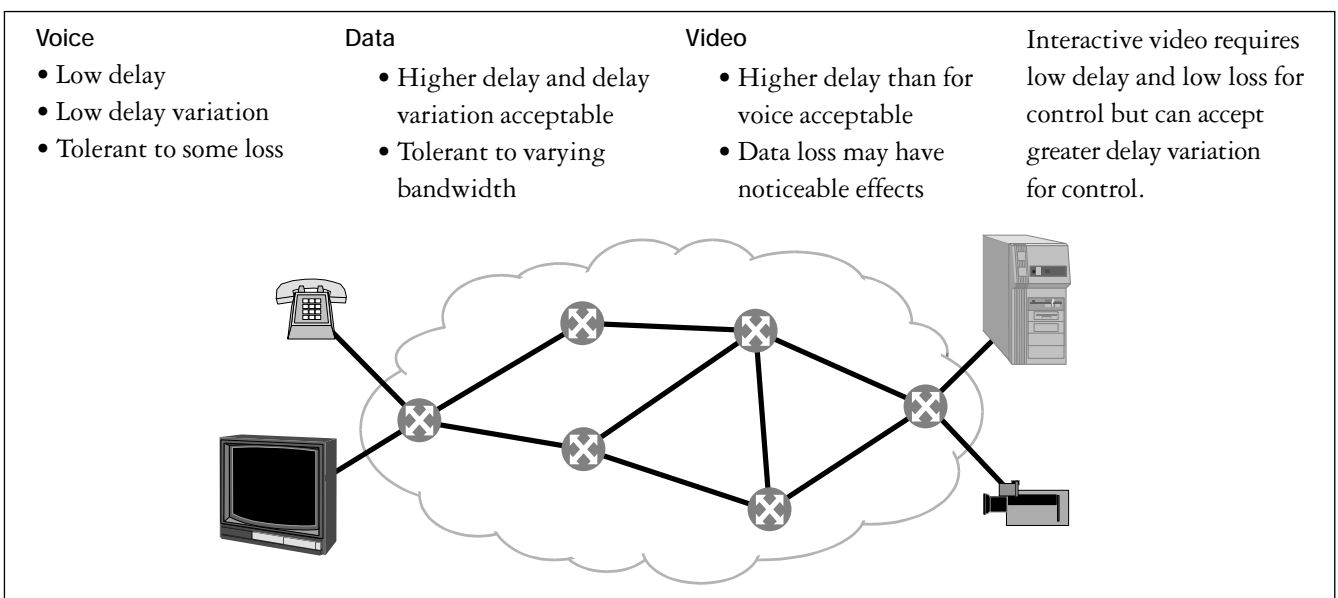 Voice
• Low delay
• Low delay variation
• Tolerant to some loss
Data
• Higher delay and delay
variation acceptable
• Tolerant to varying
bandwidth
Video
• Higher delay than for
voice acceptable
• Data loss may have
noticeable effects
Interactive video requires
low delay and low loss for
control but can accept
greater delay variation
for control.